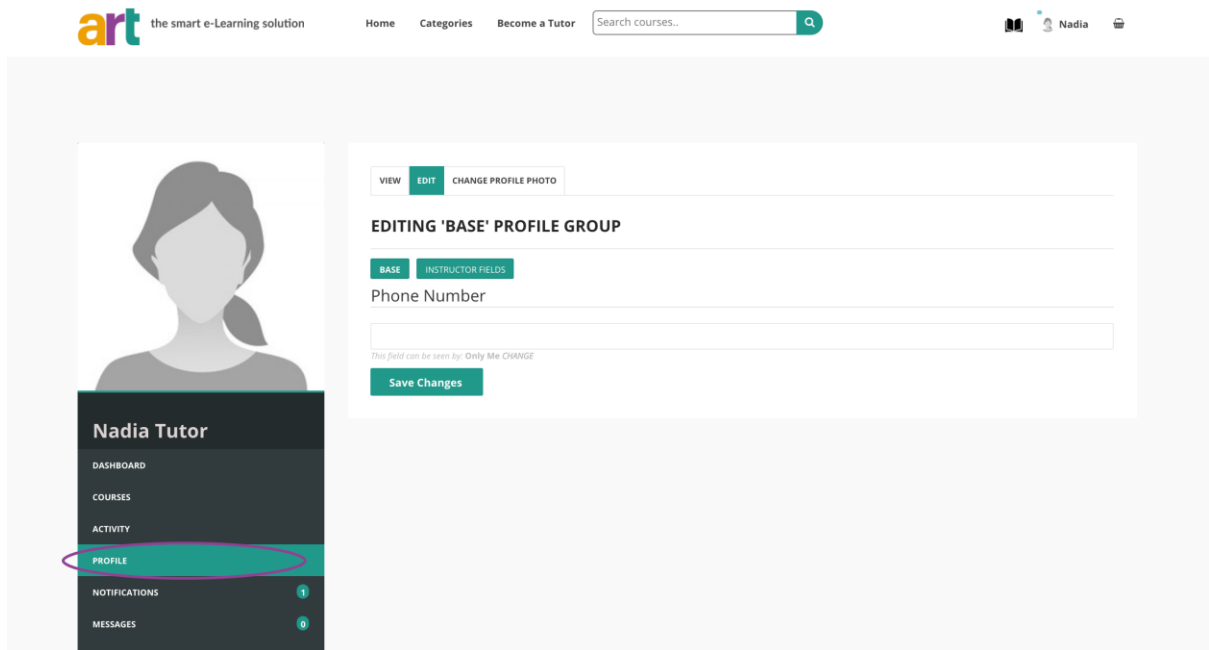 art the smart e-Learning solution Home Categories Become a Tutor Search courses.. Nadia
VIEW EDIT CHANGE PROFILE PHOTO
EDITING 'BASE' PROFILE GROUP
BASE INSTRUCTOR FIELDS
Phone Number
This field can be seen by: Only Me CHANGE
Save Changes
Nadia Tutor
DASHBOARD
COURSES
ACTIVITY
PROFILE
NOTIFICATIONS 1
MESSAGES 0